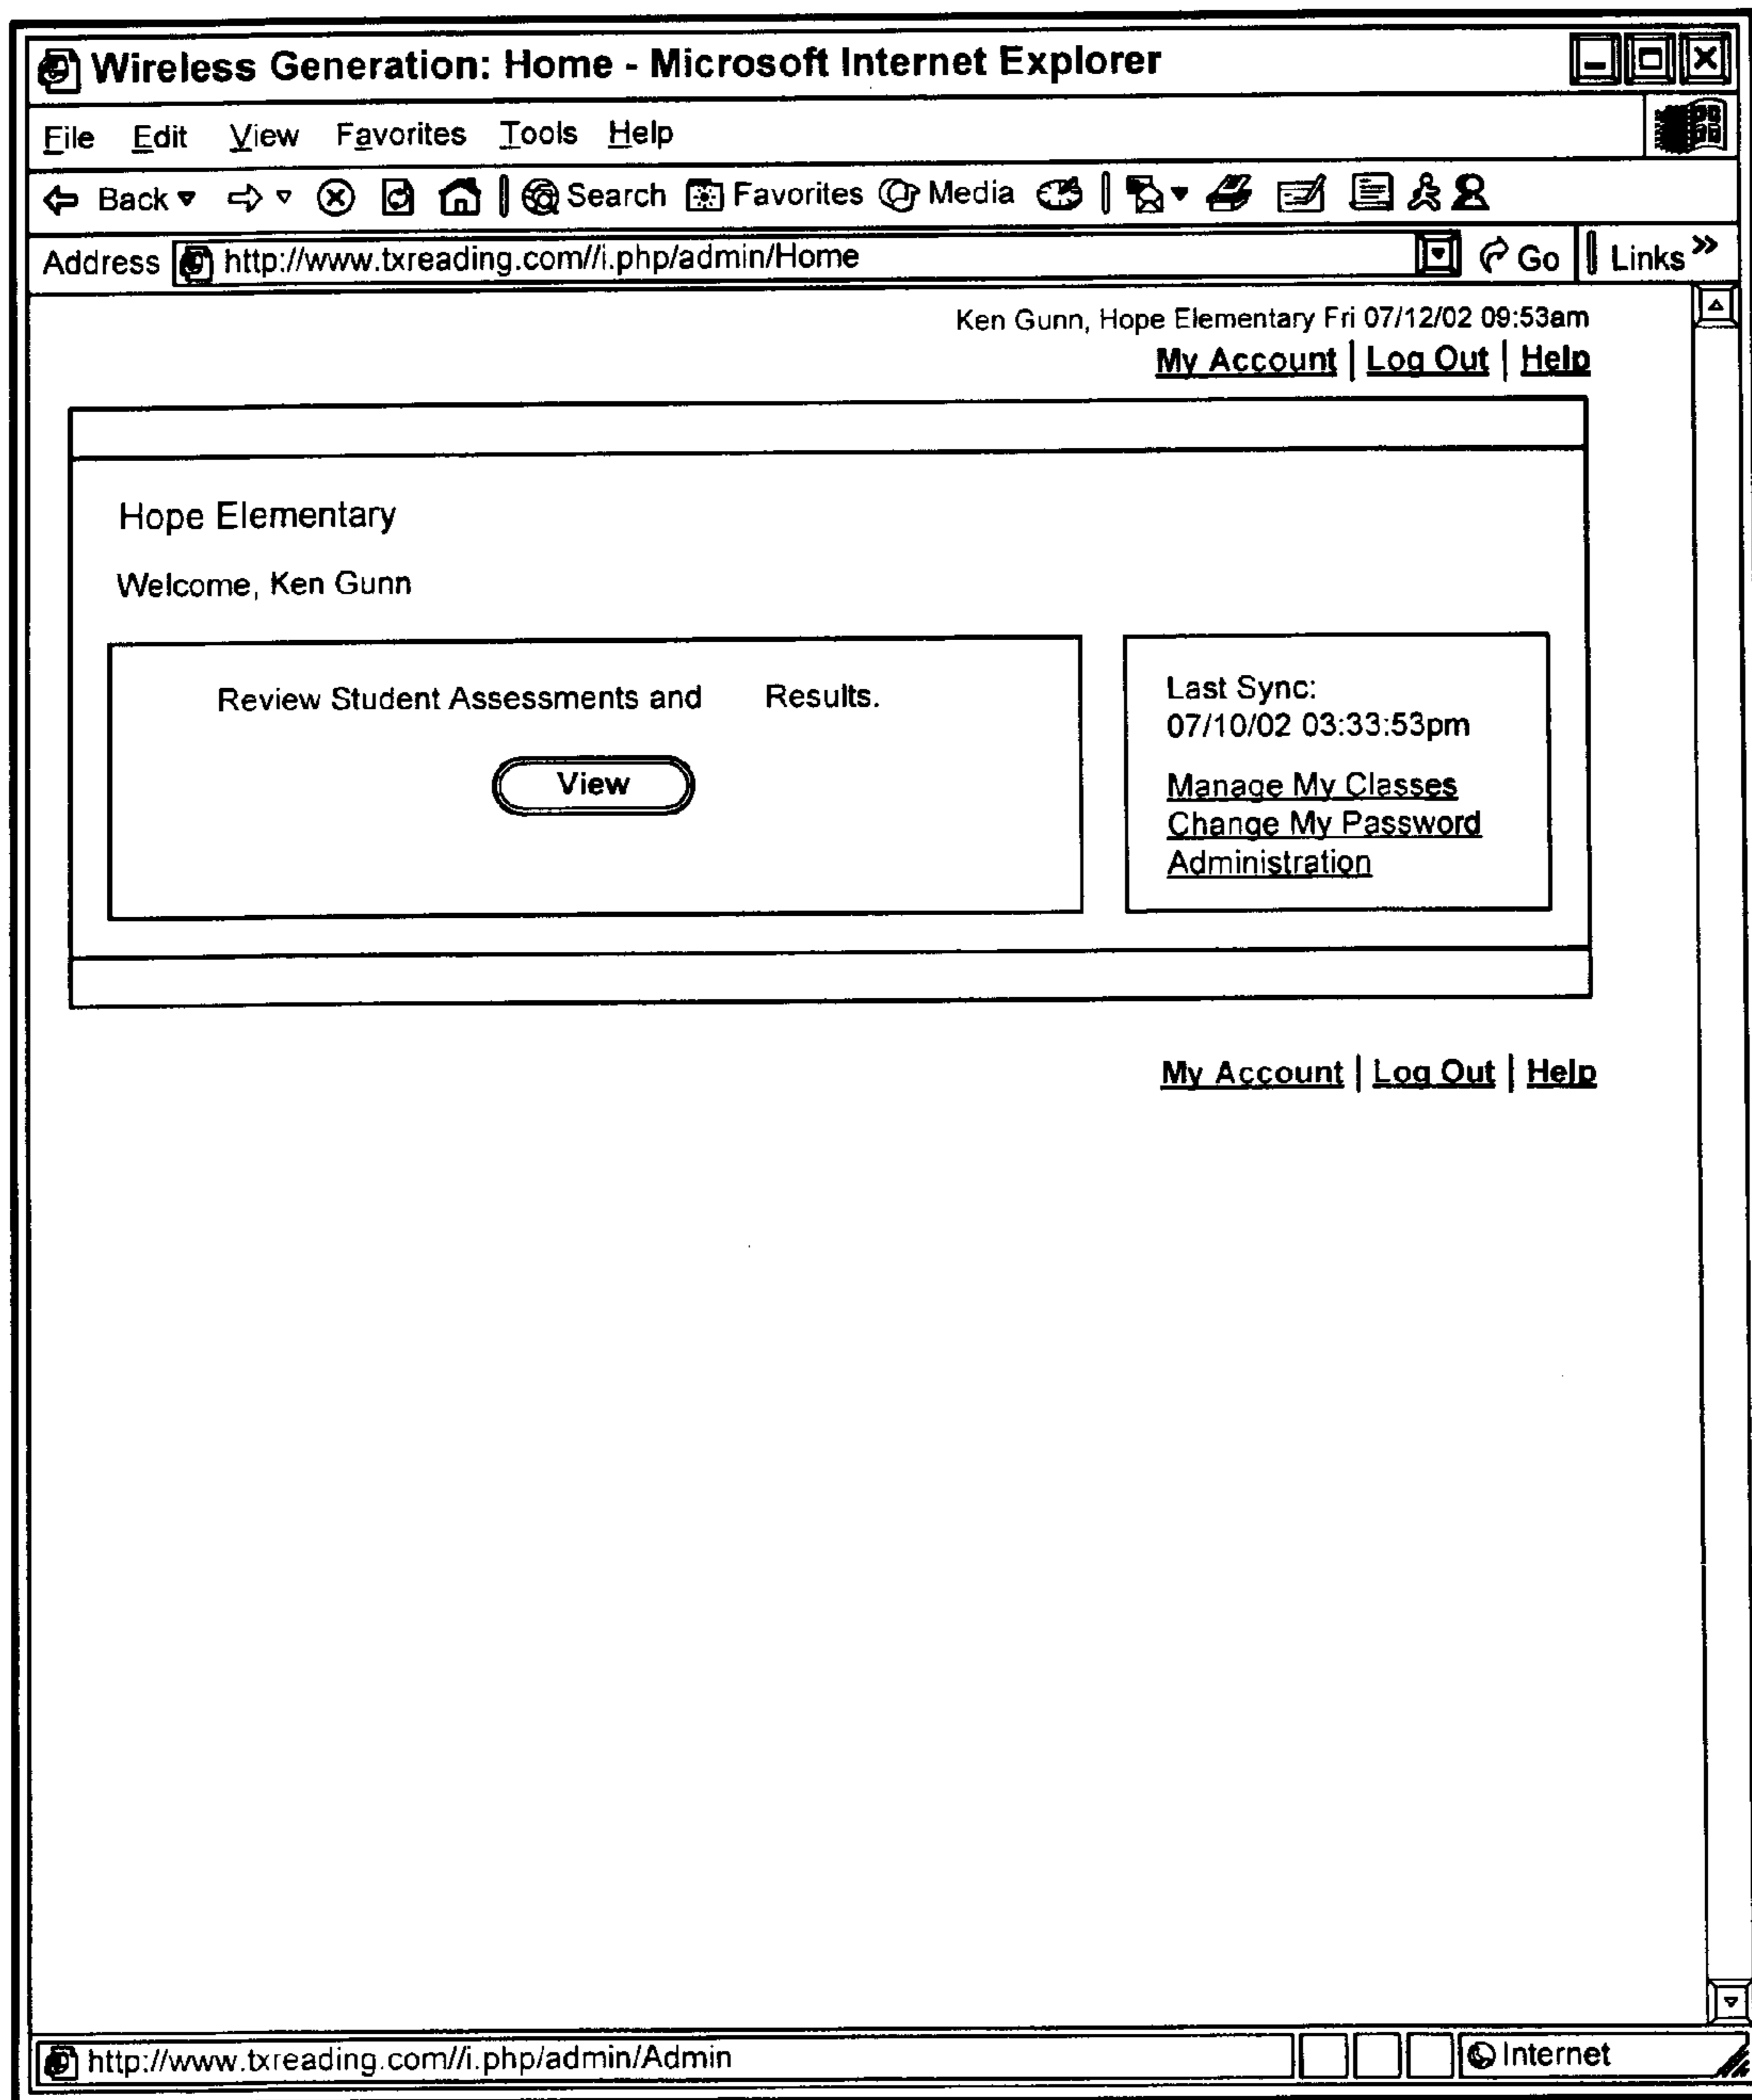 Wireless Generation: Home - Microsoft Internet Explorer
File Edit View Favorites Tools Help
Back Search Favorites Media
Address http://www.txreading.com//i.php/admin/Home Go Links »
Ken Gunn, Hope Elementary Fri 07/12/02 09:53am
My Account | Log Out | Help
Hope Elementary
Welcome, Ken Gunn
Review Student Assessments and Results.
View
Last Sync:
07/10/02 03:33:53pm
Manage My Classes
Change My Password
Administration
My Account | Log Out | Help
http://www.txreading.com//i.php/admin/Admin Internet